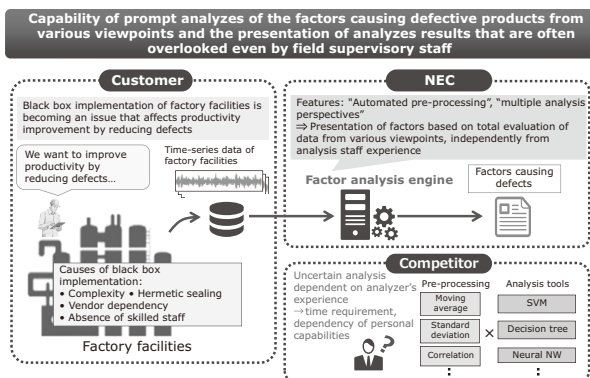 Capability of prompt analyzes of the factors causing defective products from
various viewpoints and the presentation of analyzes results that are often
overlooked even by field supervisory staff
Customer
Black box implementation of factory facilities is
becoming an issue that affects productivity
improvement by reducing defects
We want to improve
productivity by
reducing defects...
Time-series data of
factory facilities
Causes of black box
implementation:
• Complexity • Hermetic sealing
• Vendor dependency
• Absence of skilled staff
Factory facilities
NEC
Features: "Automated pre-processing", "multiple analysis
perspectives"
⇒ Presentation of factors based on total evaluation of
data from various viewpoints, independently from
analysis staff experience
Factor analysis engine
Factors causing
defects
Competitor
Uncertain analysis
dependent on analyzer's
experience
→time requirement,
dependency of personal
capabilities
?
Pre-processing
Moving
average
Standard
deviation
Correlation
⋮
×
Analysis tools
SVM
Decision tree
Neural NW
⋮